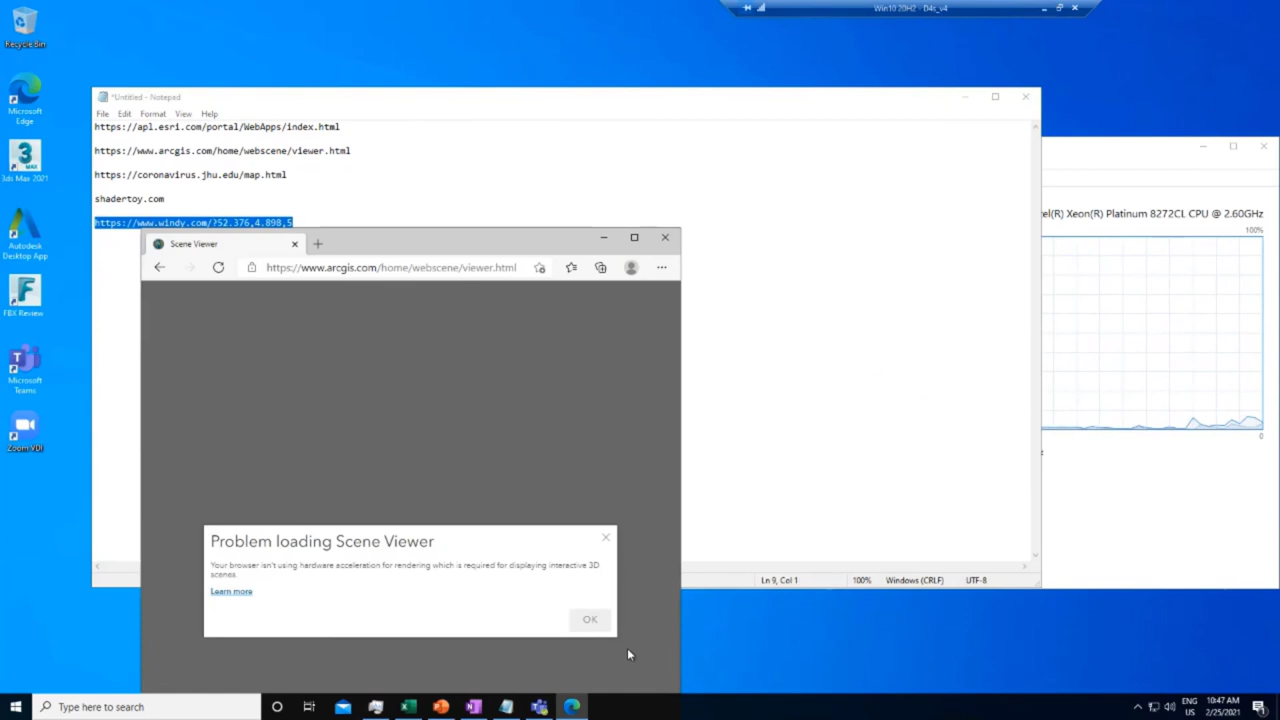 Win10 20H2 - D4s_v4
Recycle Bin
Microsoft
Edge
3ds Max 2021
Autodesk
Desktop App
FBX Review
Microsoft
Teams
Zoom VDI
*Untitled - Notepad
File Edit Format View Help
https://apl.esri.com/portal/WebApps/index.html
https://www.arcgis.com/home/webscene/viewer.html
https://coronavirus.jhu.edu/map.html
shadertoy.com
https://www.windy.com/?52.376,4.898,5
tel(R) Xeon(R) Platinum 8272CL CPU @ 2.60GHz
100%
0
Scene Viewer
https://www.arcgis.com/home/webscene/viewer.html
Problem loading Scene Viewer
Your browser isn't using hardware acceleration for rendering which is required for displaying interactive 3D
scenes.
Learn more
OK
Ln 9, Col 1 100% Windows (CRLF) UTF-8
Type here to search
ENG
US
10:47 AM
2/25/2021
1